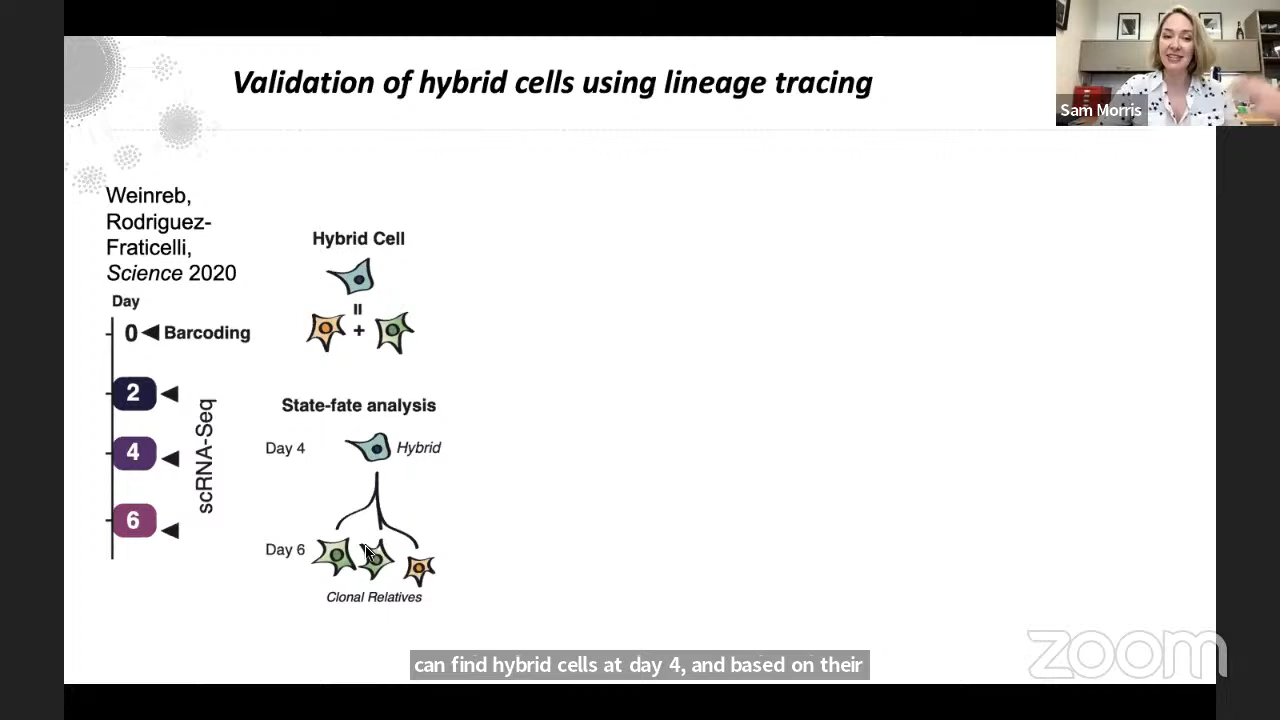 Validation of hybrid cells using lineage tracing
Sam Morris
Weinreb,
Rodriguez-
Fraticelli,
Science 2020
Day
0 Barcoding
2
4
6
scRNA-Seq
Hybrid Cell
=
+
State-fate analysis
Day 4
Hybrid
Day 6
Clonal Relatives
can find hybrid cells at day 4, and based on their
zoom